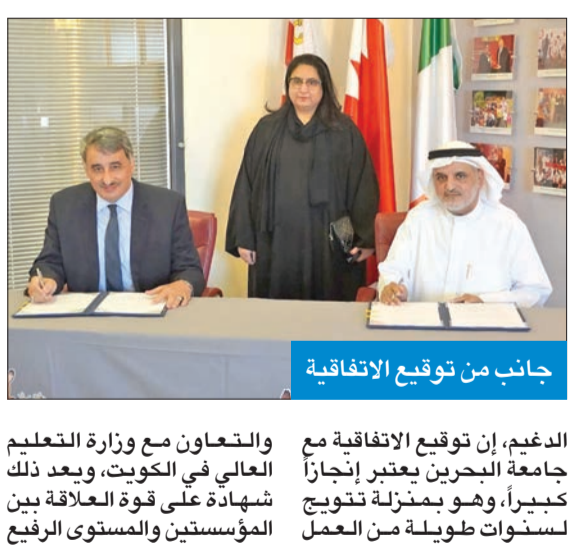 جانب من توقيع الاتفاقية
الدغيم، إن توقيع الاتفاقية مع
جامعة البحرين يعتبر إنجازاً
كبيراً، وهو بمنزلة تتويج
لسنوات طويلة من العمل
والتعاون مع وزارة التعليم
العالي في الكويت، ويعد ذلك
شهادة على قوة العلاقة بين
المؤسستين والمستوى الرفيع